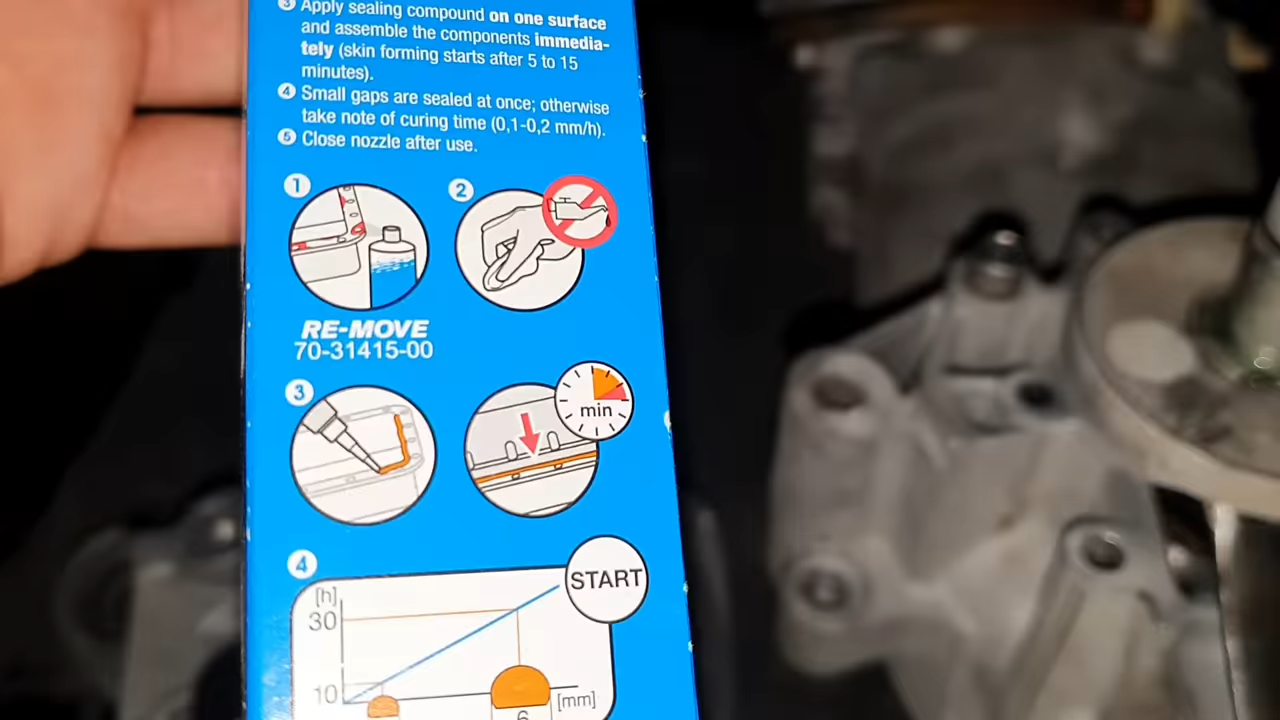 3 Apply sealing compound on one surface
and assemble the components immedia-
tely (skin forming starts after 5 to 15
minutes).
4 Small gaps are sealed at once; otherwise
take note of curing time (0,1-0,2 mm/h).
5 Close nozzle after use.
1
2
RE-MOVE
70-31415-00
3
min
4
START
[h]
30
10
[mm]
6